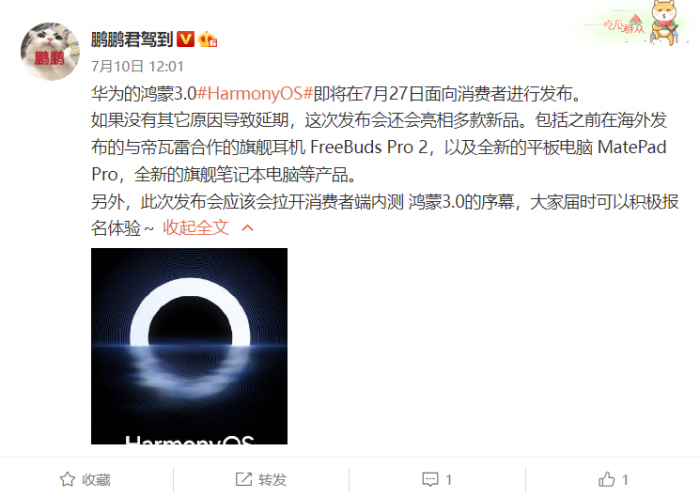 吃瓜群众
鹏鹏
鹏鹏君驾到
7月10日 12:01
华为的鸿蒙3.0#HarmonyOS#即将在7月27日面向消费者进行发布。
如果没有其它原因导致延期，这次发布会还会亮相多款新品。包括之前在海外发
布的与帝瓦雷合作的旗舰耳机 FreeBuds Pro 2，以及全新的平板电脑 MatePad
Pro，全新的旗舰笔记本电脑等产品。
另外，此次发布会应该会拉开消费者端内测 鸿蒙3.0的序幕，大家届时可以积极报
名体验～ 收起全文
HarmonyOS
收藏 转发 1 1